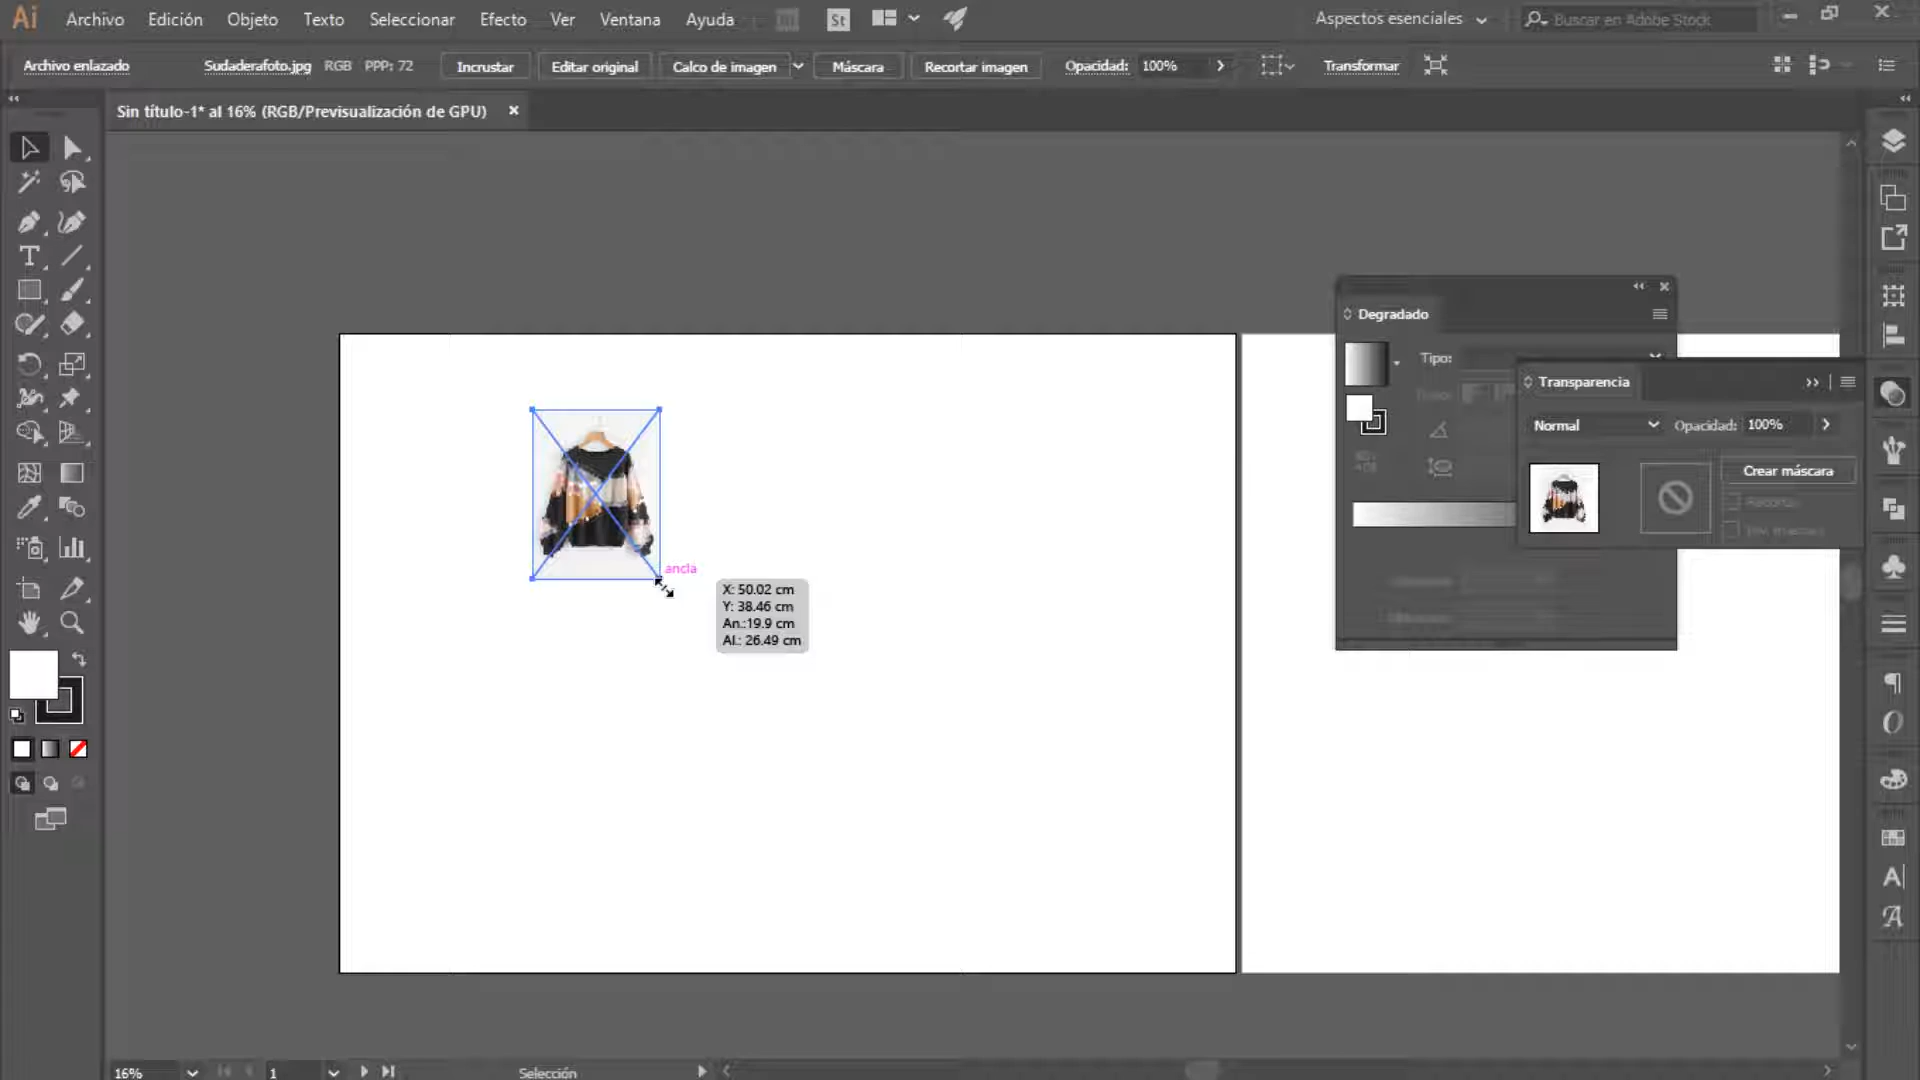 Ai Archivo Edición Objeto Texto Seleccionar Efecto Ver Ventana Ayuda St Aspectos esenciales Buscar en Adobe Stock
Archivo enlazado Sudaderafoto.jpg RGB PPP: 72 Incrustar Editar original Calco de imagen Máscara Recortar imagen Opacidad: 100% Transformar
Sin título-1* al 16% (RGB/Previsualización de GPU)
Degradado
Tipo:
Transparencia
Normal Opacidad: 100%
Crear máscara
ancla
X: 50.02 cm
Y: 38.46 cm
An.:19.9 cm
Al.: 26.49 cm
16% 1 Selección